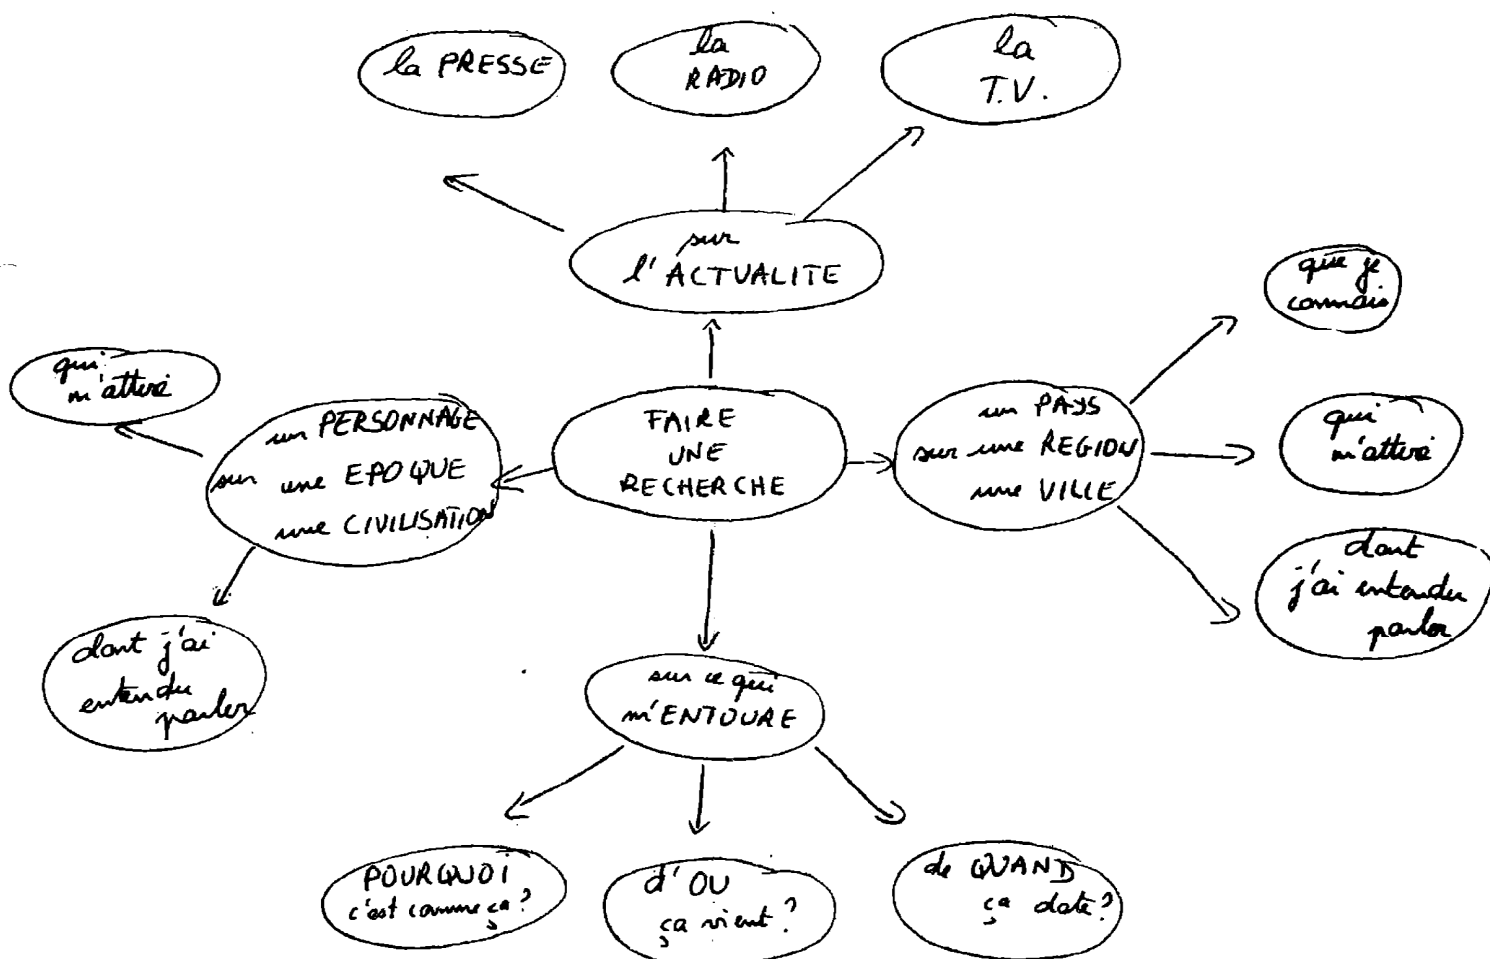 la PRESSE
la
RADIO
la
T.V.
sur
l'ACTUALITE
que je
connais
qui
m'attire
un PERSONNAGE
sur une EPOQUE
une CIVILISATION
FAIRE
UNE
RECHERCHE
un PAYS
sur une REGION
une VILLE
qui
m'attire
dont
j'ai entendu
parler
dont j'ai
entendu
parler
sur ce qui
m'ENTOURE
POURQUOI
c'est comme ça ?
d'OU
ça vient ?
de QUAND
ça date ?